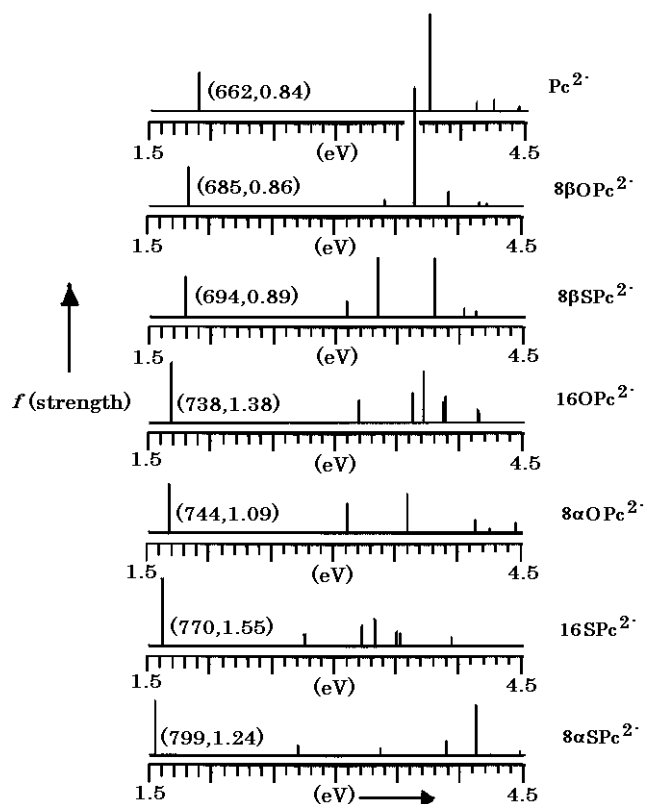 (662,0.84) Pc²⁻
1.5 (eV) 4.5
(685,0.86) 8βOPc²⁻
1.5 (eV) 4.5
(694,0.89) 8βSPc²⁻
1.5 (eV) 4.5
f (strength)
(738,1.38) 16OPc²⁻
1.5 (eV) 4.5
(744,1.09) 8αOPc²⁻
1.5 (eV) 4.5
(770,1.55) 16SPc²⁻
1.5 (eV) 4.5
(799,1.24) 8αSPc²⁻
1.5 (eV) 4.5